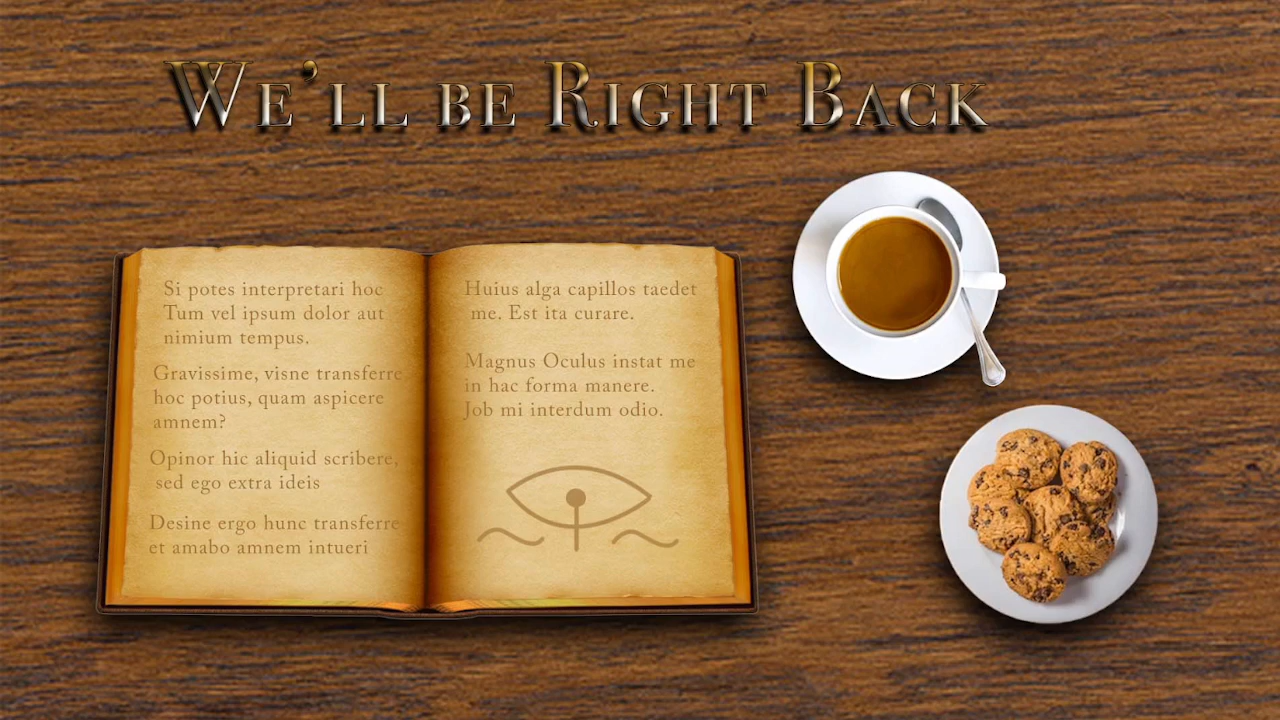 We'll be Right Back
Si potes interpretari hoc
Tum vel ipsum dolor aut
nimium tempus.
Gravissime, visne transferre
hoc potius, quam aspicere
amnem?
Opinor hic aliquid scribere,
sed ego extra ideis
Desine ergo hunc transferre
et amabo amnem intueri
Huius alga capillos taedet
me. Est ita curare.
Magnus Oculus instat me
in hac forma manere.
Job mi interdum odio.